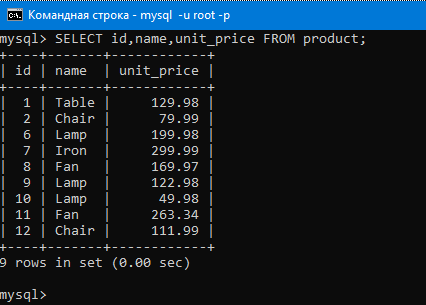 Командная строка - mysql -u root -p
mysql> SELECT id,name,unit_price FROM product;
+----+-------+------------+
| id | name  | unit_price |
+----+-------+------------+
|  1 | Table |     129.98 |
|  2 | Chair |      79.99 |
|  6 | Lamp  |     199.98 |
|  7 | Iron  |     299.99 |
|  8 | Fan   |     169.97 |
|  9 | Lamp  |     122.98 |
| 10 | Lamp  |      49.98 |
| 11 | Fan   |     263.34 |
| 12 | Chair |     111.99 |
+----+-------+------------+
9 rows in set (0.00 sec)
mysql>